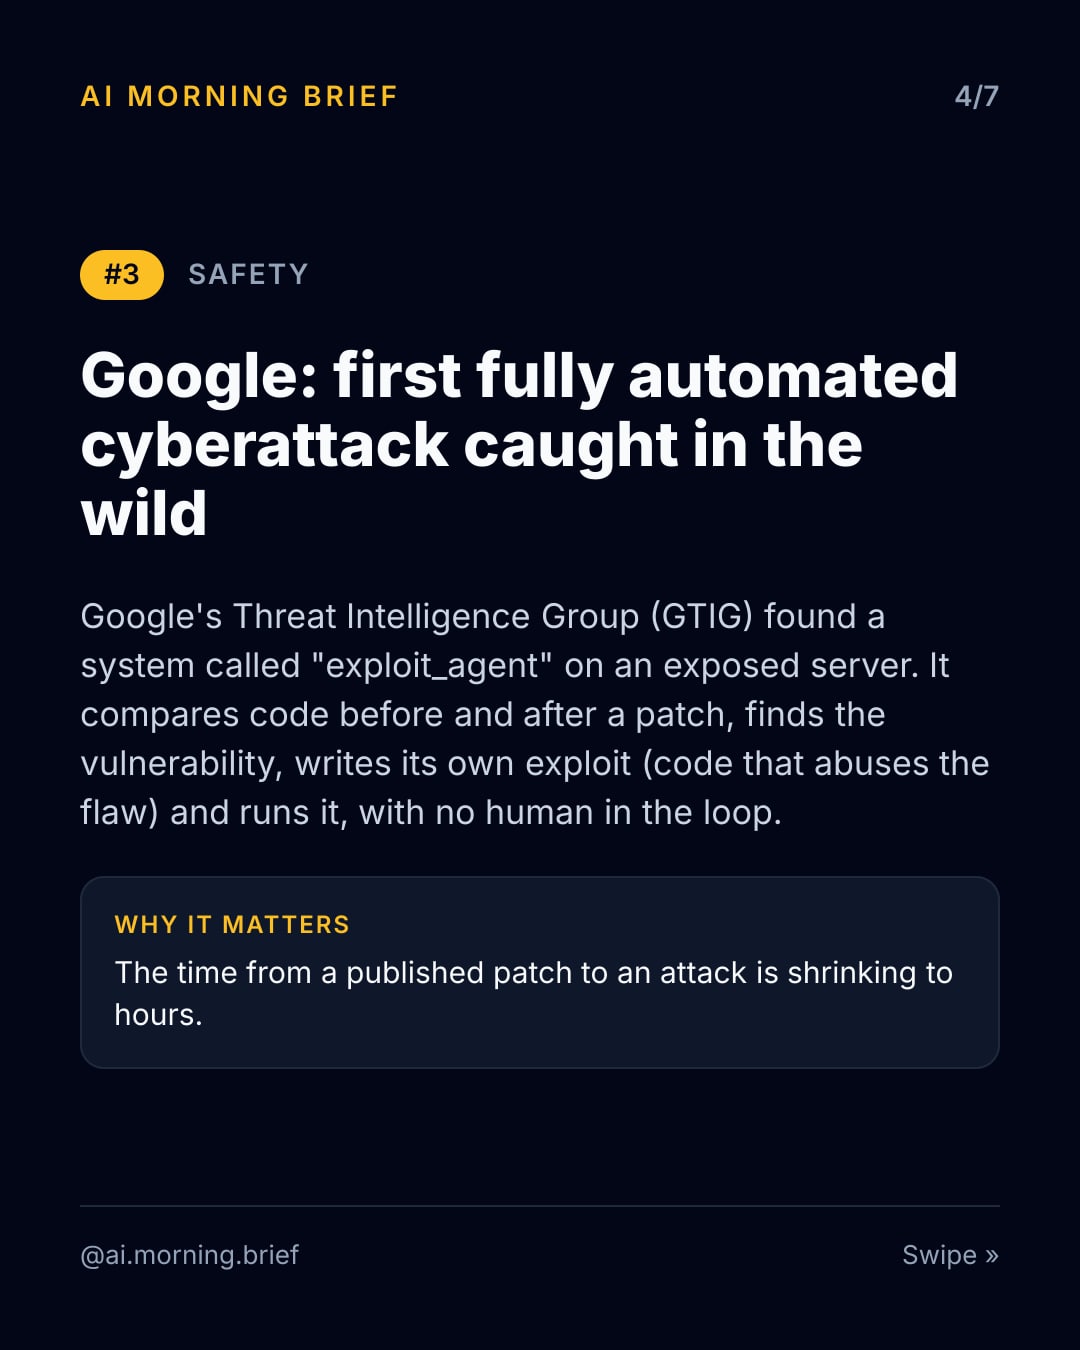 AI MORNING BRIEF
4/7
#3 SAFETY
Google: first fully automated
cyberattack caught in the
wild
Google's Threat Intelligence Group (GTIG) found a
system called "exploit_agent" on an exposed server. It
compares code before and after a patch, finds the
vulnerability, writes its own exploit (code that abuses the
flaw) and runs it, with no human in the loop.
WHY IT MATTERS
The time from a published patch to an attack is shrinking to
hours.
@ai.morning.brief
Swipe »